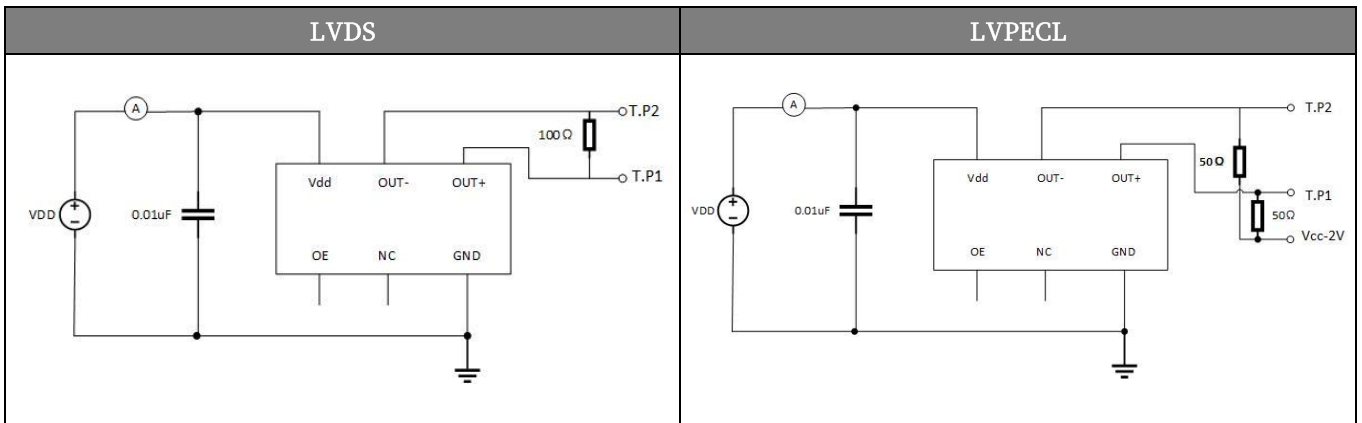 LVDS
LVPECL
A
T.P2
100Ω
T.P1
Vdd
OUT-
OUT+
VDD
+
−
0.01uF
OE
NC
GND
A
T.P2
50Ω
Vdd
OUT-
OUT+
T.P1
VDD
+
−
0.01uF
50Ω
Vcc-2V
OE
NC
GND